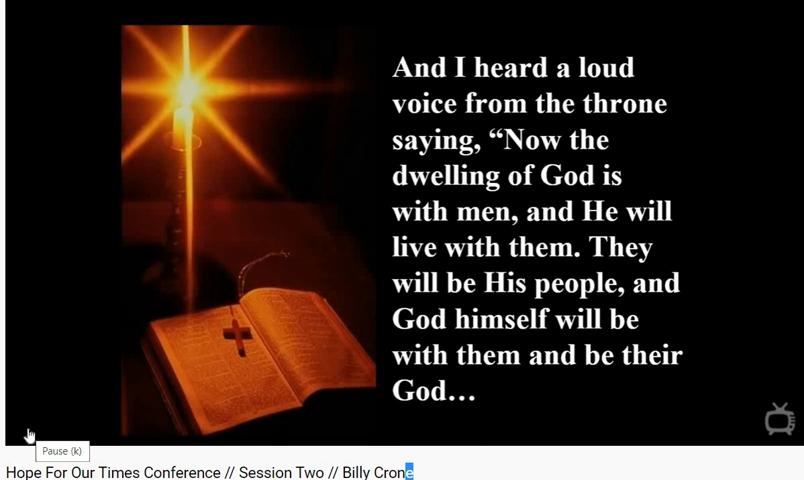 And I heard a loud
voice from the throne
saying, “Now the
dwelling of God is
with men, and He will
live with them. They
will be His people, and
God himself will be
with them and be their
God…
Pause (k)
Hope For Our Times Conference // Session Two // Billy Crone